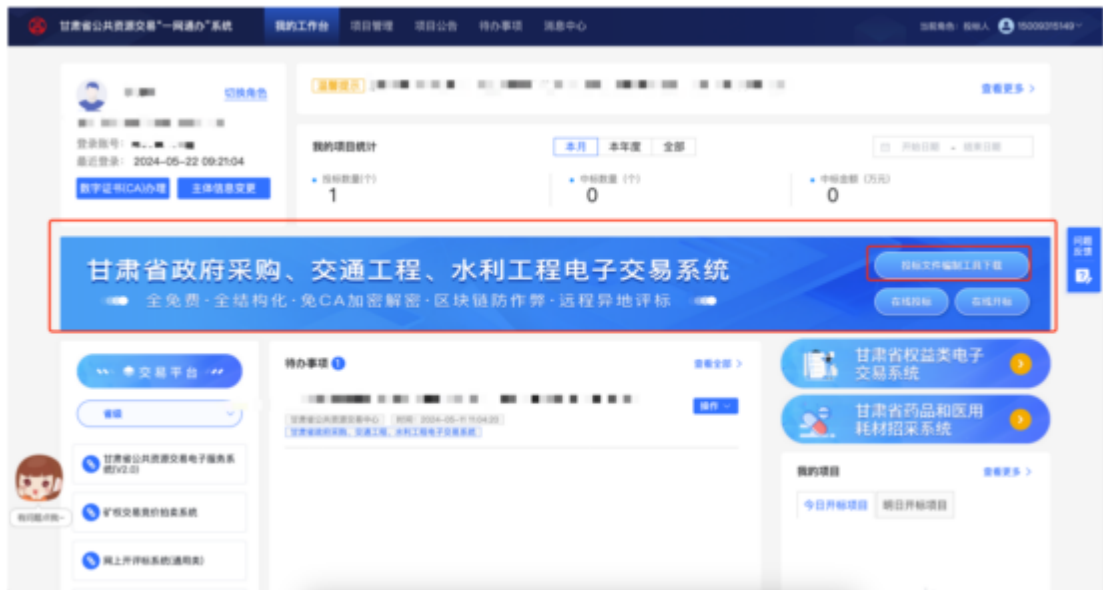 甘肃省公共资源交易“一网通办”系统
我的工作台 项目管理 项目公告 待办事项 消息中心
当前角色：投标人 15009315149
切换角色
登录账号：
最近登录： 2024-05-22 09:21:04
数字证书(CA)办理 主体信息变更
温馨提示
查看更多 >
我的项目统计
本月 本年度 全部
开始日期 - 结束日期
投标数量(个)
1
中标数量（个）
0
中标金额（万元）
0
甘肃省政府采购、交通工程、水利工程电子交易系统
全免费·全结构化·免CA加密解密·区块链防作弊·远程异地评标
投标文件编制工具下载
在线投标 在线开标
问题
反馈
交易平台
省级
甘肃省公共资源交易电子服务系
统(V2.0)
矿权交易竞价拍卖系统
网上开评标系统(通用类)
有问题点我~
待办事项 1
查看全部 >
操作
甘肃省公共资源交易中心 时间：2024-05-11 11:04:20
甘肃省政府采购、交通工程、水利工程电子交易系统
甘肃省权益类电子
交易系统
甘肃省药品和医用
耗材招采系统
我的项目
查看更多 >
今日开标项目 明日开标项目